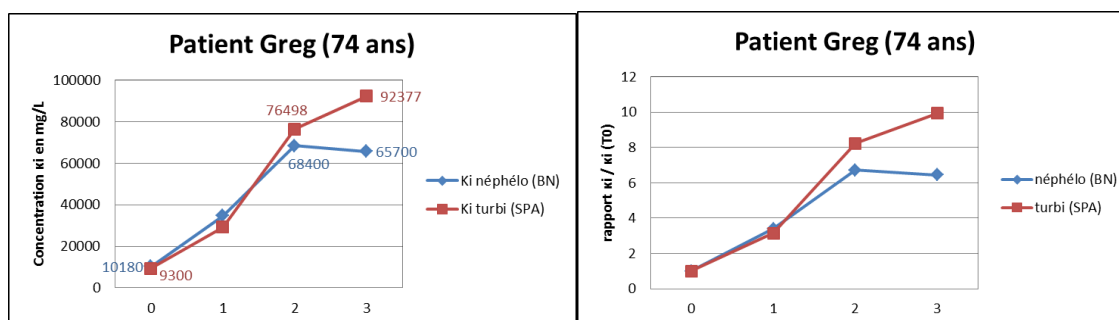 Patient Greg (74 ans)
Concentration κi en mg/L
100000
80000
60000
40000
20000
0
10180
9300
76498
68400
92377
65700
0 1 2 3
Ki néphélo (BN)
Ki turbi (SPA)
Patient Greg (74 ans)
rapport κi / κi (T0)
12
10
8
6
4
2
0
0 1 2 3
néphélo (BN)
turbi (SPA)